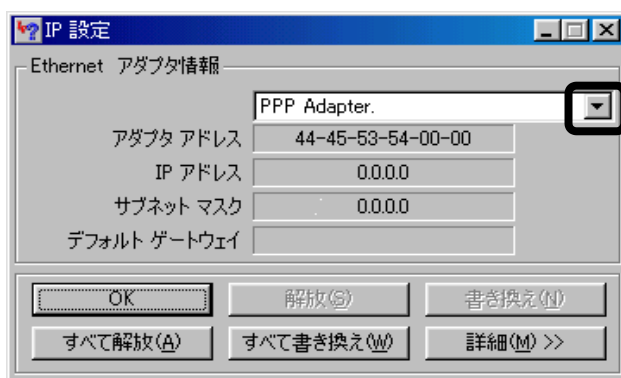 IP 設定
Ethernet アダプタ情報
PPP Adapter.
アダプタ アドレス 44-45-53-54-00-00
IP アドレス 0.0.0.0
サブネット マスク 0.0.0.0
デフォルト ゲートウェイ
OK 解放(S) 書き換え(N)
すべて解放(A) すべて書き換え(W) 詳細(M) >>